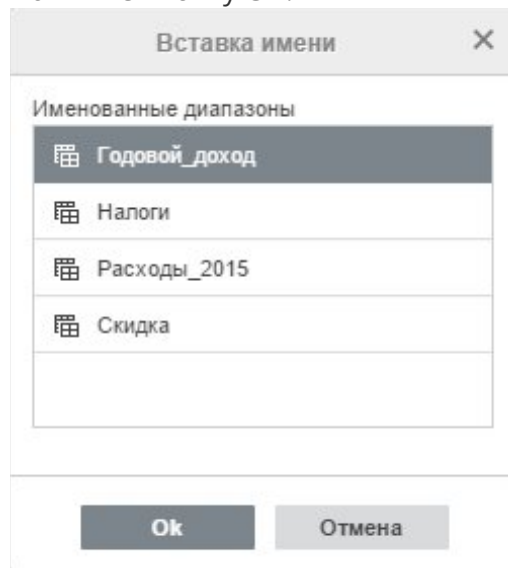 Вставка имени
Именованные диапазоны
Годовой_доход
Налоги
Расходы_2015
Скидка
Ok
Отмена